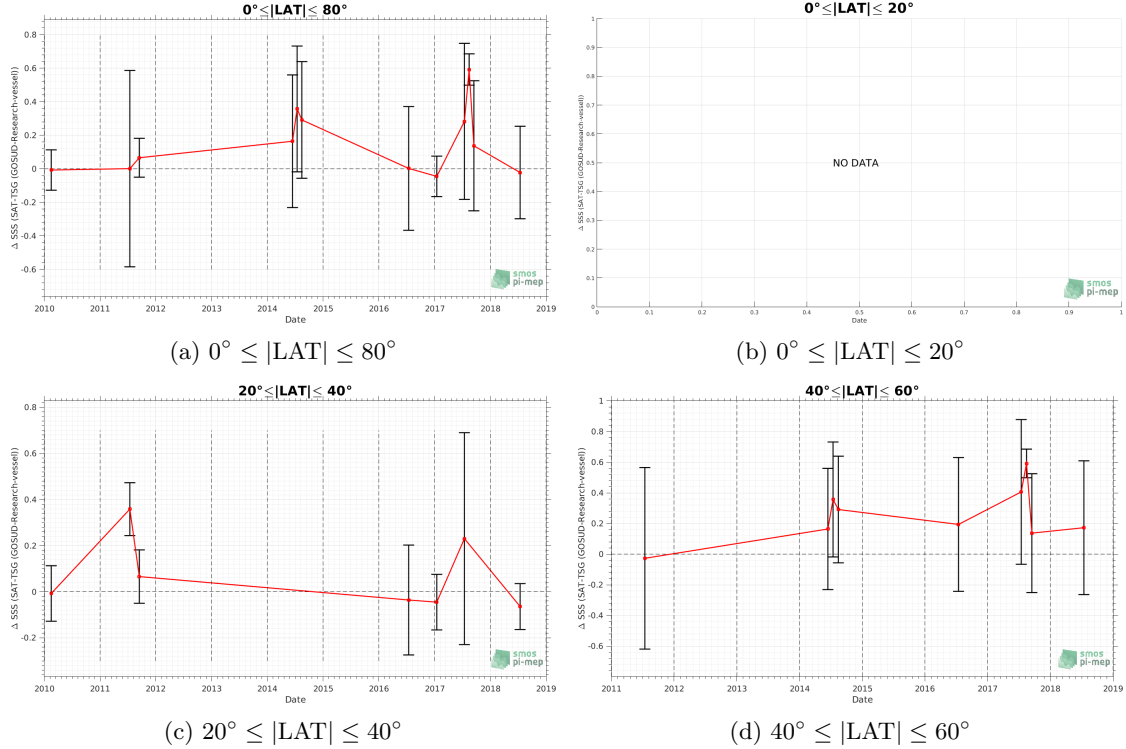 0°≤|LAT|≤ 80°
Δ SSS (SAT-TSG (GOSUD-Research-vessel))
0.8
0.6
0.4
0.2
0
-0.2
-0.4
-0.6
2010 2011 2012 2013 2014 2015 2016 2017 2018 2019
Date
smos
pi-mep
(a) 0° ≤ |LAT| ≤ 80°
0°≤|LAT|≤ 20°
Δ SSS (SAT-TSG (GOSUD-Research-vessel))
1
0.9
0.8
0.7
0.6
0.5
0.4
0.3
0.2
0.1
0
NO DATA
0 0.1 0.2 0.3 0.4 0.5 0.6 0.7 0.8 0.9 1
Date
smos
pi-mep
(b) 0° ≤ |LAT| ≤ 20°
20°≤|LAT|≤ 40°
Δ SSS (SAT-TSG (GOSUD-Research-vessel))
0.8
0.6
0.4
0.2
0
-0.2
2010 2011 2012 2013 2014 2015 2016 2017 2018 2019
Date
smos
pi-mep
(c) 20° ≤ |LAT| ≤ 40°
40°≤|LAT|≤ 60°
Δ SSS (SAT-TSG (GOSUD-Research-vessel))
1
0.8
0.6
0.4
0.2
0
-0.2
-0.4
-0.6
2011 2012 2013 2014 2015 2016 2017 2018 2019
Date
smos
pi-mep
(d) 40° ≤ |LAT| ≤ 60°